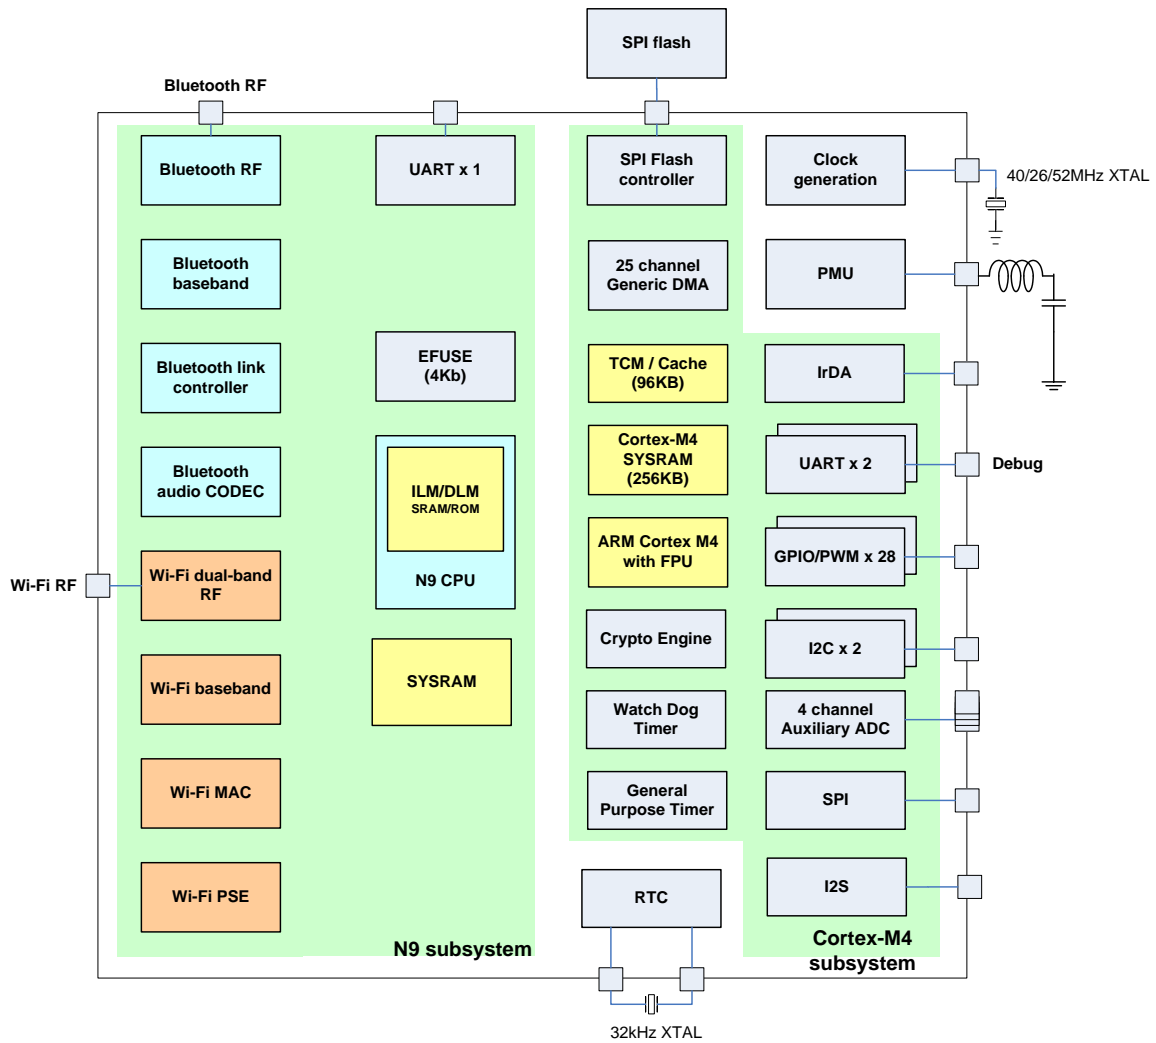 SPI flash
Bluetooth RF
Bluetooth RF
UART x 1
SPI Flash
controller
Clock
generation
40/26/52MHz XTAL
Bluetooth
baseband
25 channel
Generic DMA
PMU
EFUSE
(4Kb)
Bluetooth link
controller
TCM / Cache
(96KB)
IrDA
Bluetooth
audio CODEC
ILM/DLM
SRAM/ROM
N9 CPU
Cortex-M4
SYSRAM
(256KB)
UART x 2
Debug
Wi-Fi RF
Wi-Fi dual-band
RF
ARM Cortex M4
with FPU
GPIO/PWM x 28
Crypto Engine
I2C x 2
Wi-Fi baseband
SYSRAM
Watch Dog
Timer
4 channel
Auxiliary ADC
Wi-Fi MAC
General
Purpose Timer
SPI
Wi-Fi PSE
RTC
I2S
N9 subsystem
Cortex-M4
subsystem
32kHz XTAL